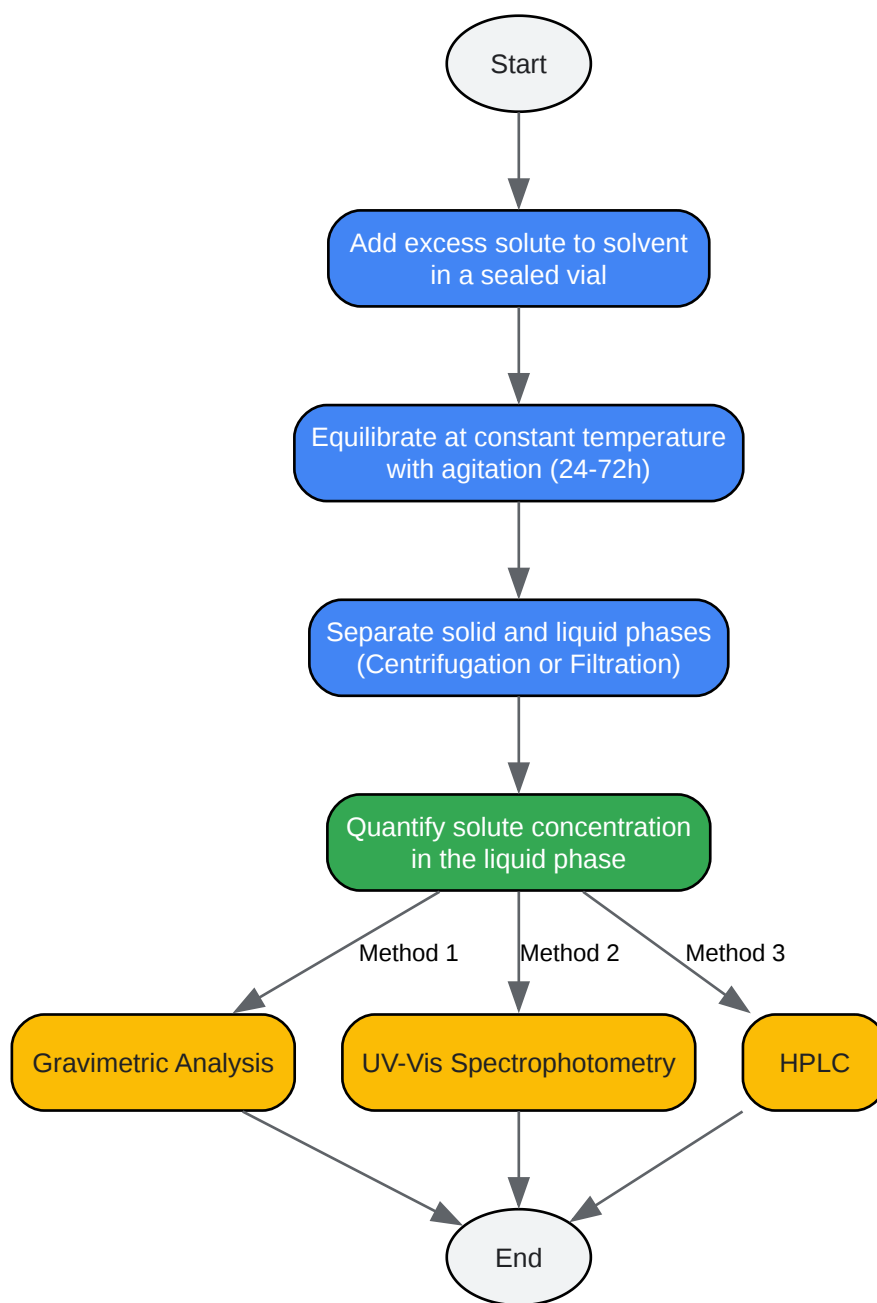 Start
Add excess solute to solvent
in a sealed vial
Equilibrate at constant temperature
with agitation (24-72h)
Separate solid and liquid phases
(Centrifugation or Filtration)
Quantify solute concentration
in the liquid phase
Method 1
Method 2
Method 3
Gravimetric Analysis
UV-Vis Spectrophotometry
HPLC
End